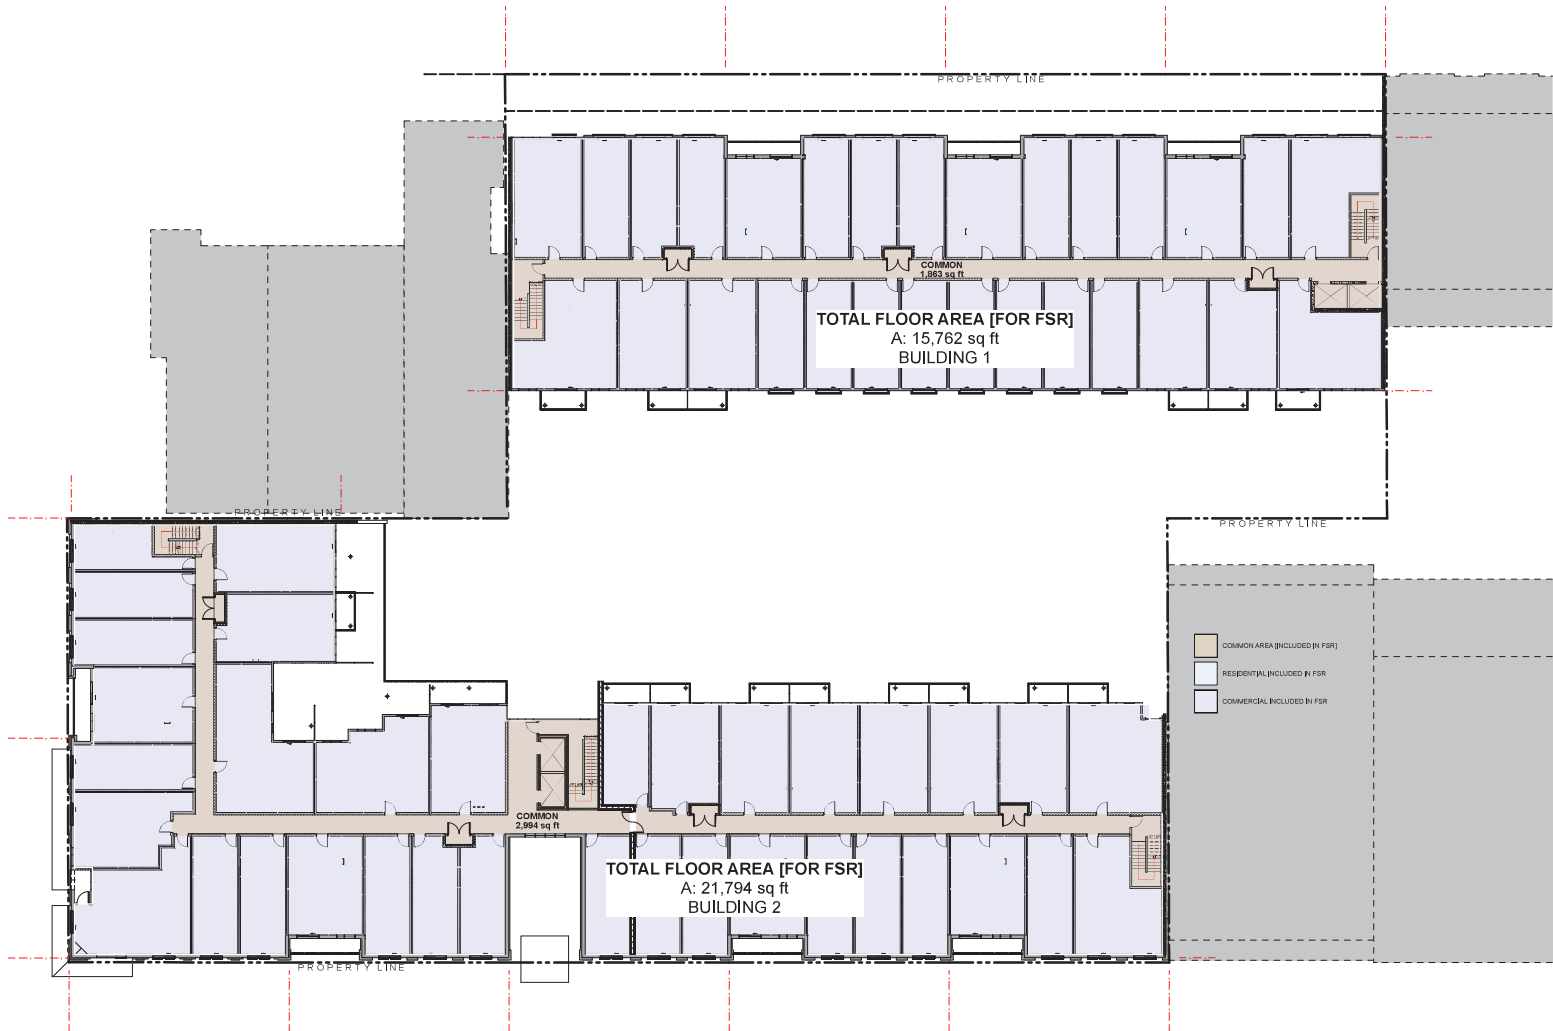 PROPERTY LINE
COMMON
1,863 sq ft
TOTAL FLOOR AREA [FOR FSR]
A: 15,762 sq ft
BUILDING 1
PROPERTY LINE
PROPERTY LINE
COMMON AREA [INCLUDED IN FSR]
RESIDENTIAL INCLUDED IN FSR
COMMERCIAL INCLUDED IN FSR
COMMON
2,994 sq ft
TOTAL FLOOR AREA [FOR FSR]
A: 21,794 sq ft
BUILDING 2
PROPERTY LINE